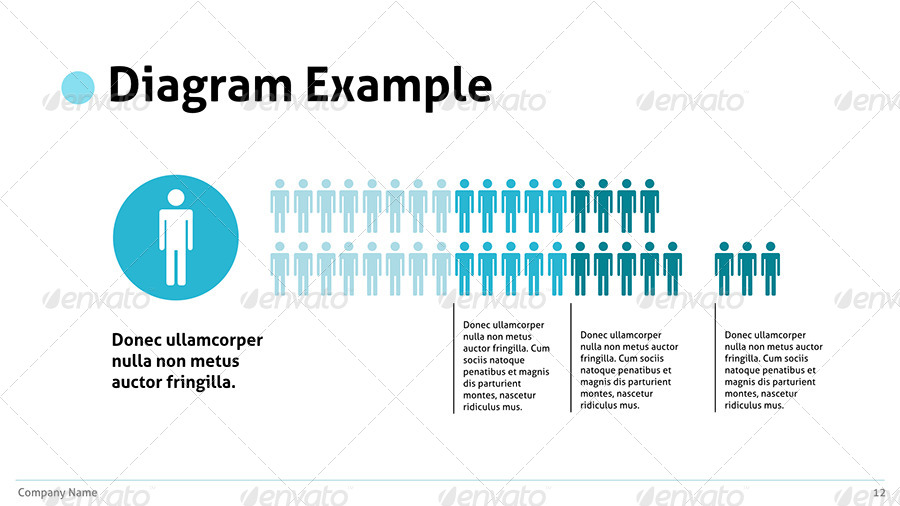 Diagram Example
Donec ullamcorper
nulla non metus
auctor fringilla.
Donec ullamcorper
nulla non metus
auctor fringilla. Cum
sociis natoque
penatibus et magnis
dis parturient
montes, nascetur
ridiculus mus.
Donec ullamcorper
nulla non metus auctor
fringilla. Cum sociis
natoque penatibus et
magnis dis parturient
montes, nascetur
ridiculus mus.
Donec ullamcorper
nulla non metus auctor
fringilla. Cum sociis
natoque penatibus et
magnis dis parturient
montes, nascetur
ridiculus mus.
Company Name
12
envato